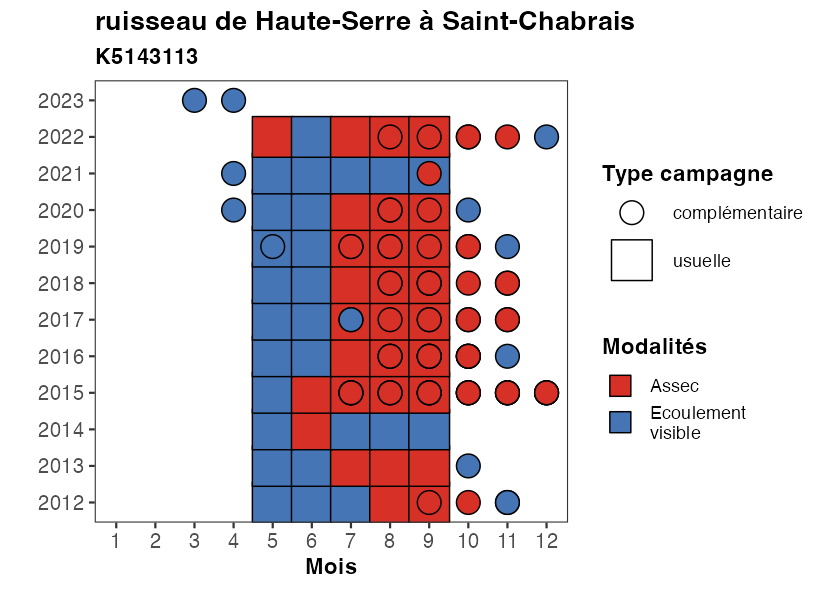 ruisseau de Haute-Serre à Saint-Chabrais
K5143113
2023
2022
2021
2020
2019
2018
2017
2016
2015
2014
2013
2012
1 2 3 4 5 6 7 8 9 10 11 12
Mois
Type campagne
complémentaire
usuelle
Modalités
Assec
Ecoulement
visible